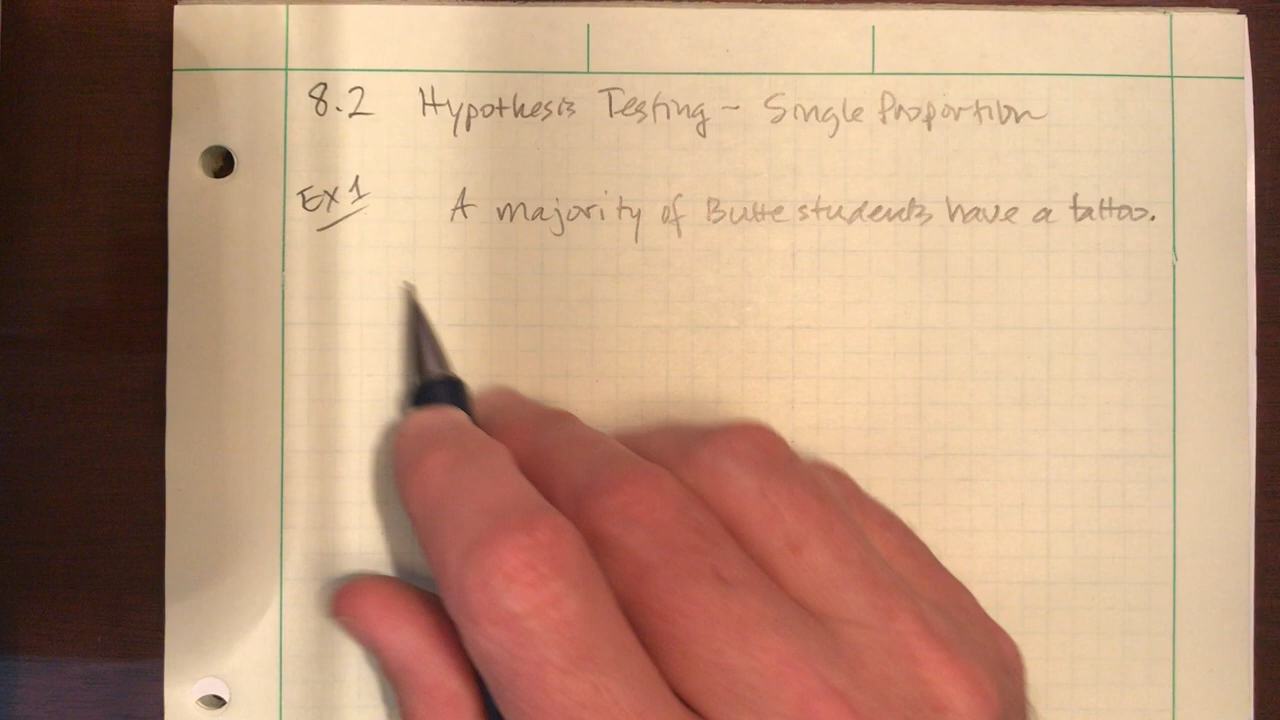 8.2 Hypothesis Testing - Single Proportion
Ex 1 A majority of Butte students have a tattoo.